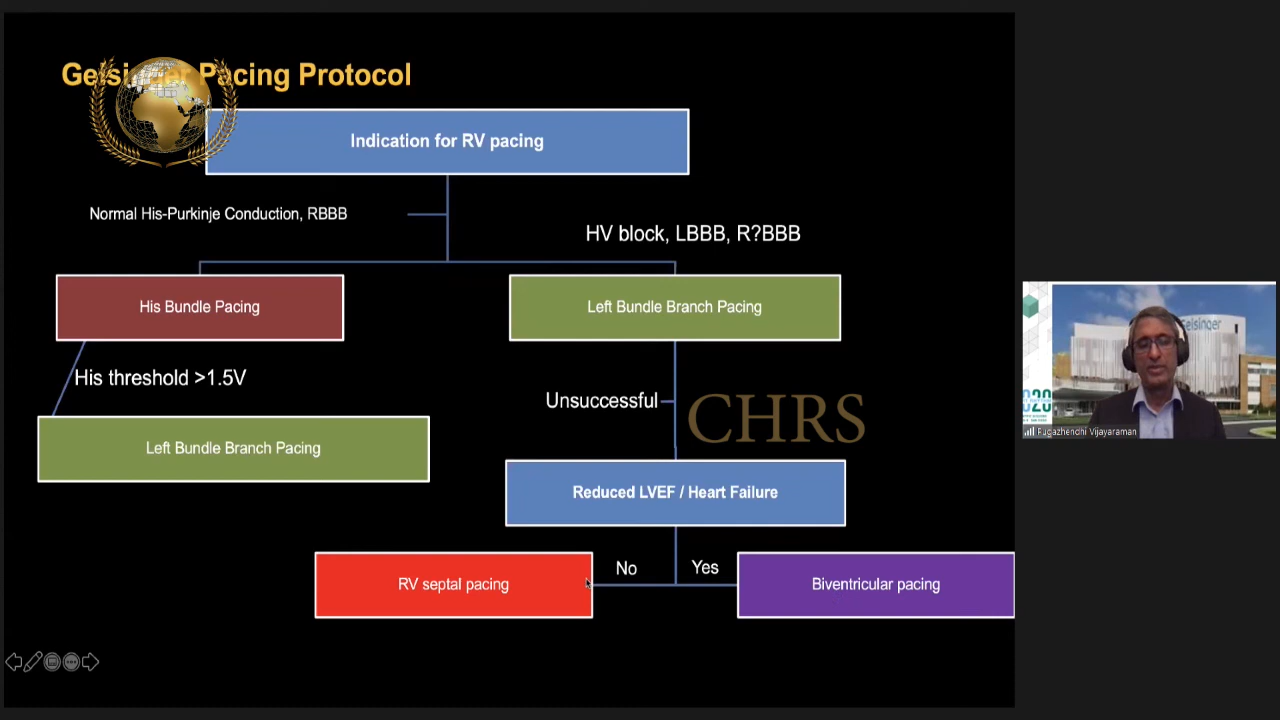 Geisinger Pacing Protocol
Indication for RV pacing
Normal His-Purkinje Conduction, RBBB
HV block, LBBB, R?BBB
His Bundle Pacing
Left Bundle Branch Pacing
His threshold >1.5V
Unsuccessful
CHRS
Left Bundle Branch Pacing
Reduced LVEF / Heart Failure
No
Yes
RV septal pacing
Biventricular pacing
Geisinger
Pugazhendhi Vijayaraman